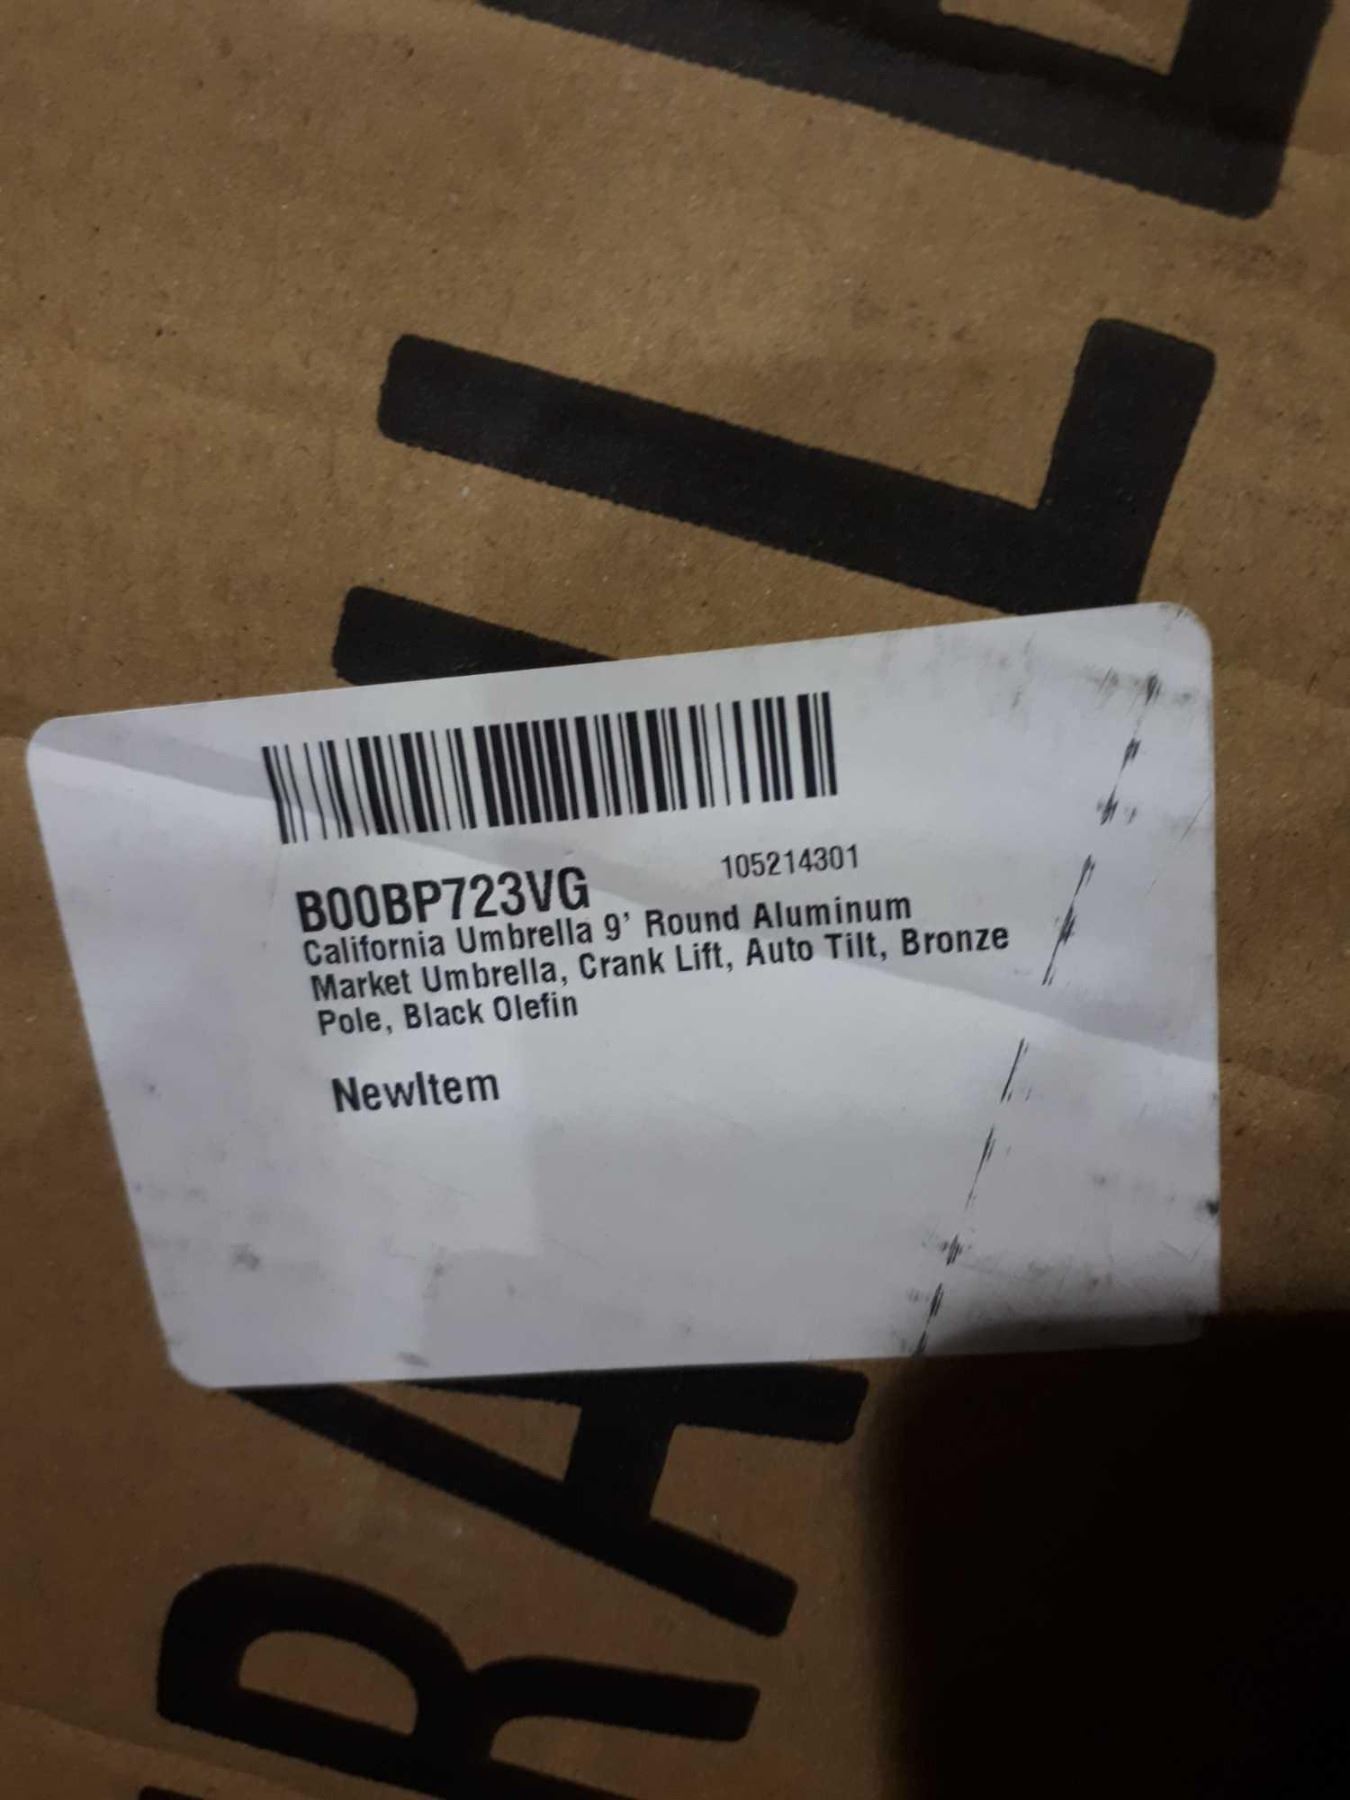 B00BP723VG
105214301
California Umbrella 9' Round Aluminum
Market Umbrella, Crank Lift, Auto Tilt, Bronze
Pole, Black Olefin
NewItem